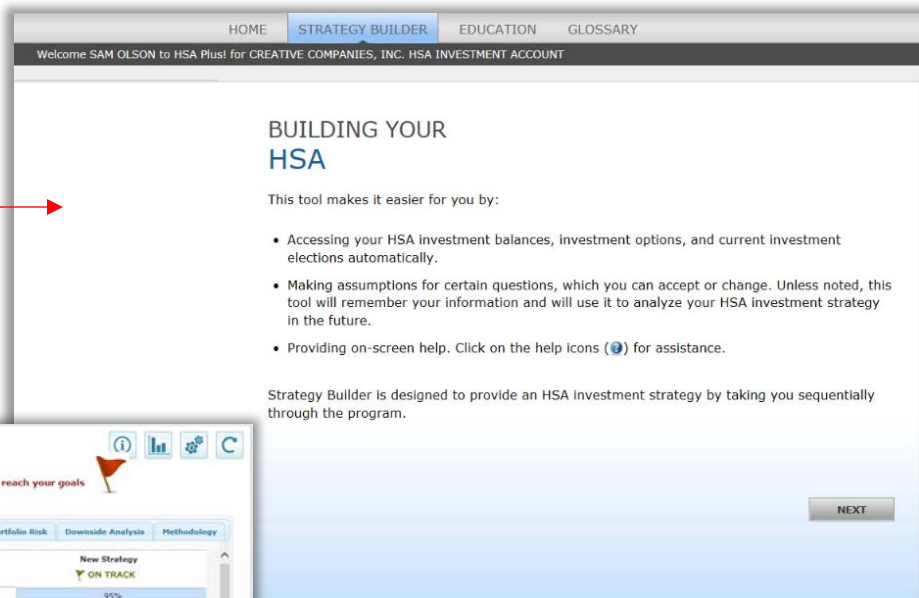 HOME STRATEGY BUILDER EDUCATION GLOSSARY
Welcome SAM OLSON to HSA Plus! for CREATIVE COMPANIES, INC. HSA INVESTMENT ACCOUNT
BUILDING YOUR
HSA
This tool makes it easier for you by:
• Accessing your HSA investment balances, investment options, and current investment
elections automatically.
• Making assumptions for certain questions, which you can accept or change. Unless noted, this
tool will remember your information and will use it to analyze your HSA investment strategy
in the future.
• Providing on-screen help. Click on the help icons (?) for assistance.
Strategy Builder is designed to provide an HSA investment strategy by taking you sequentially
through the program.
NEXT
reach your goals
rtfolio Risk Downside Analysis Methodology
New Strategy
ON TRACK
95%